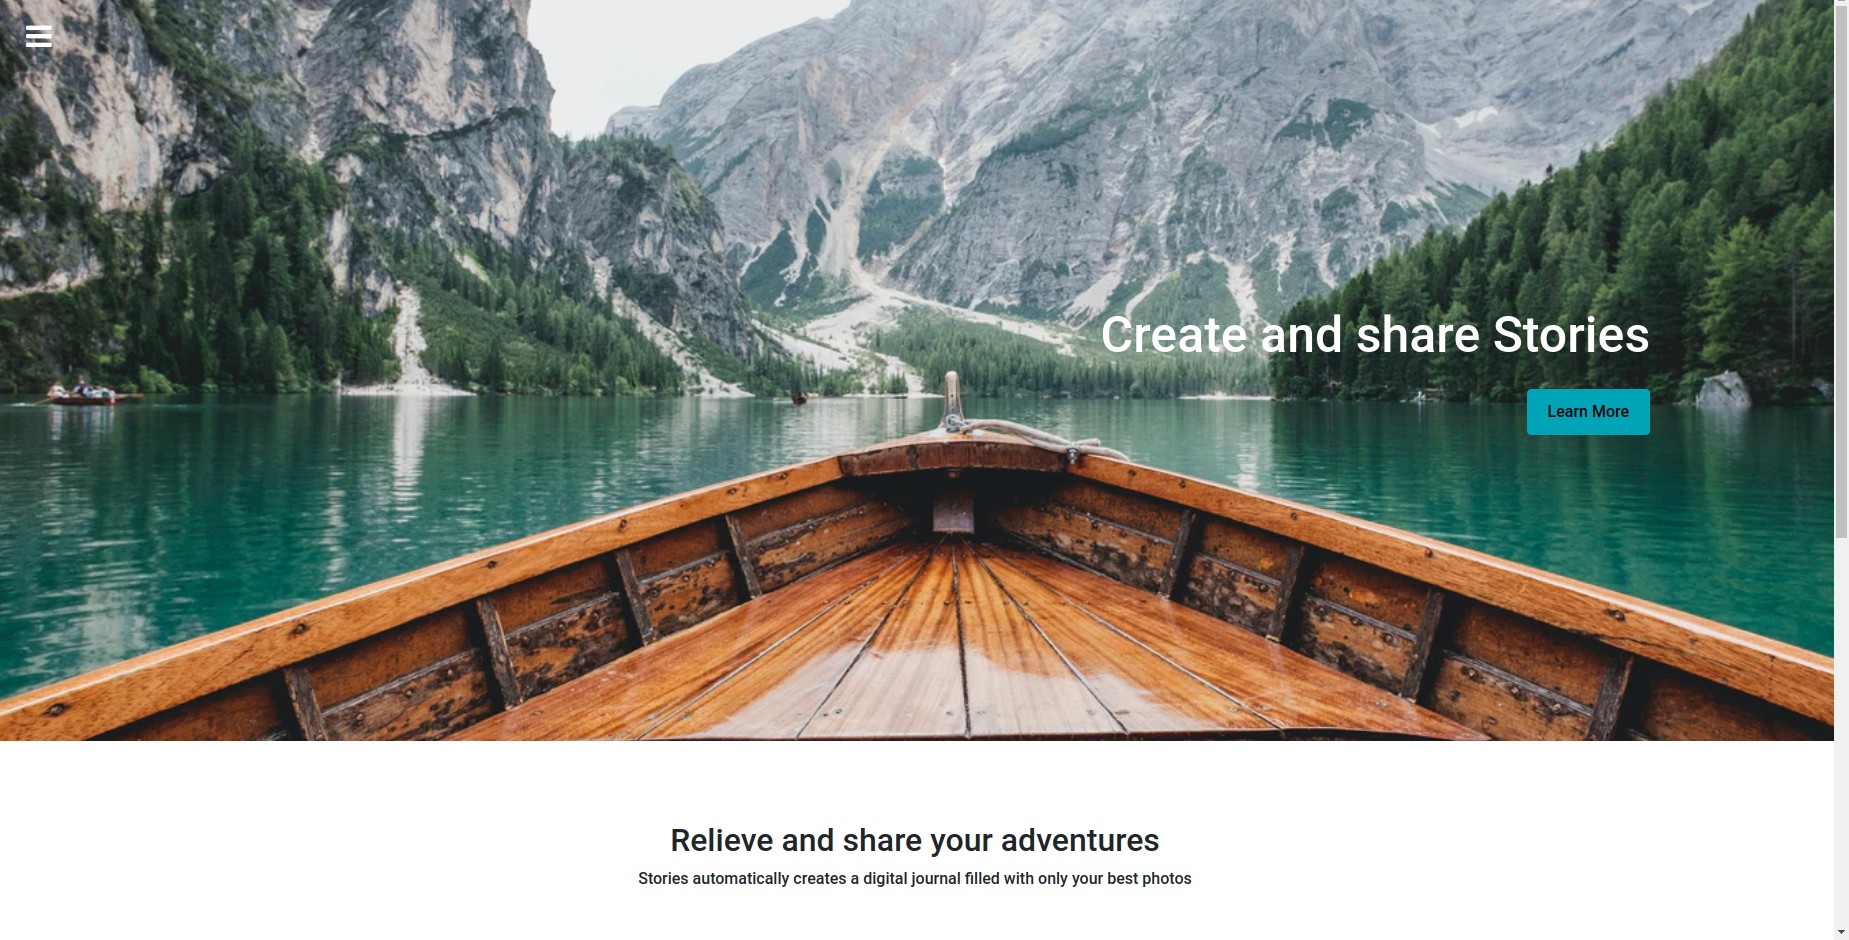 Create and share Stories
Learn More
Relieve and share your adventures
Stories automatically creates a digital journal filled with only your best photos